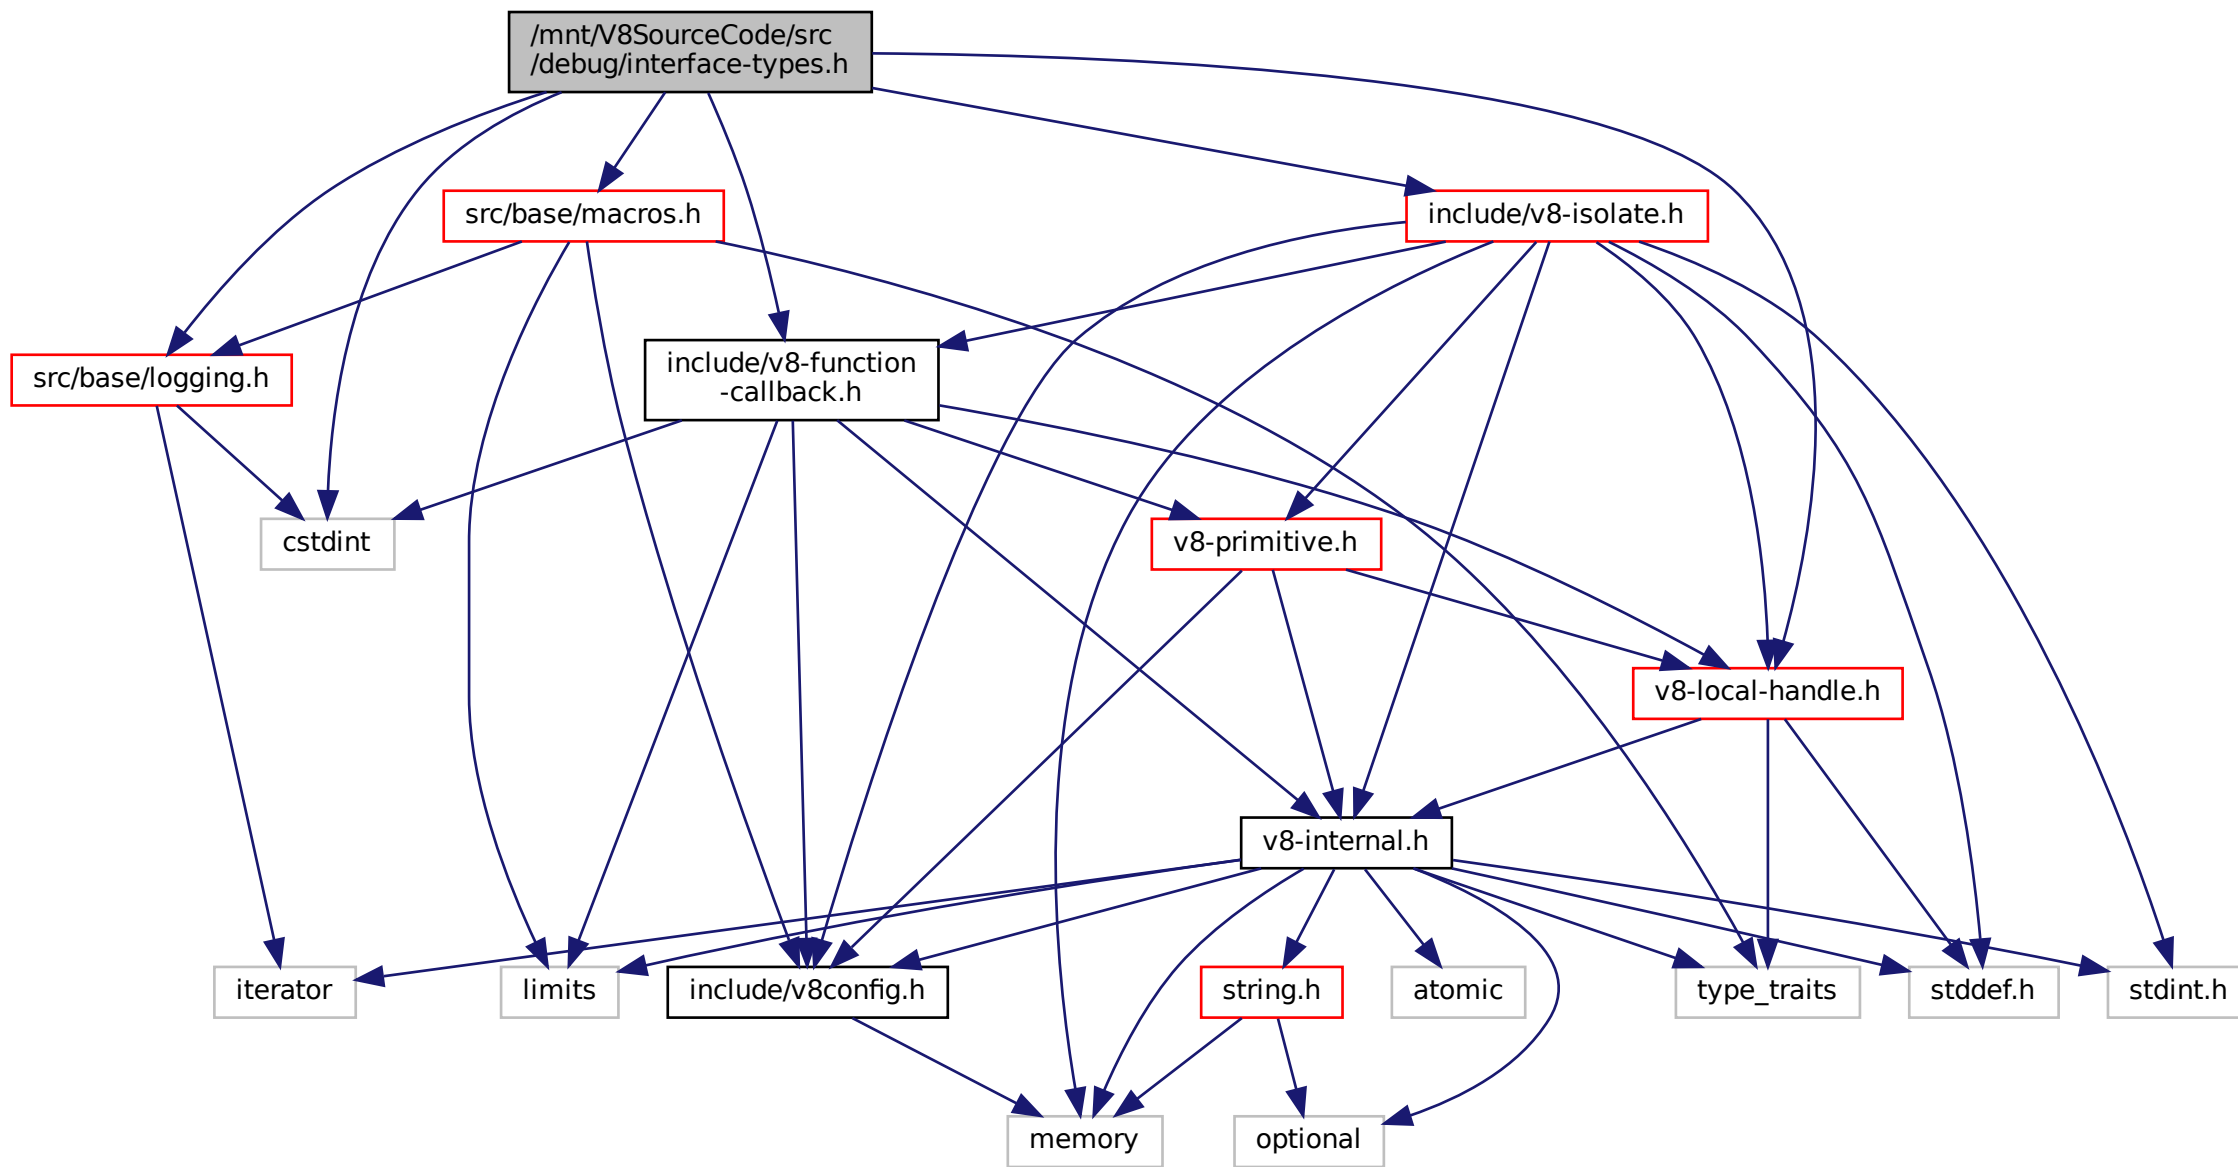 /mnt/V8SourceCode/src
/debug/interface-types.h
src/base/macros.h
include/v8-isolate.h
src/base/logging.h
include/v8-function
-callback.h
cstdint
v8-primitive.h
v8-local-handle.h
v8-internal.h
iterator
limits
include/v8config.h
string.h
atomic
type_traits
stddef.h
stdint.h
memory
optional